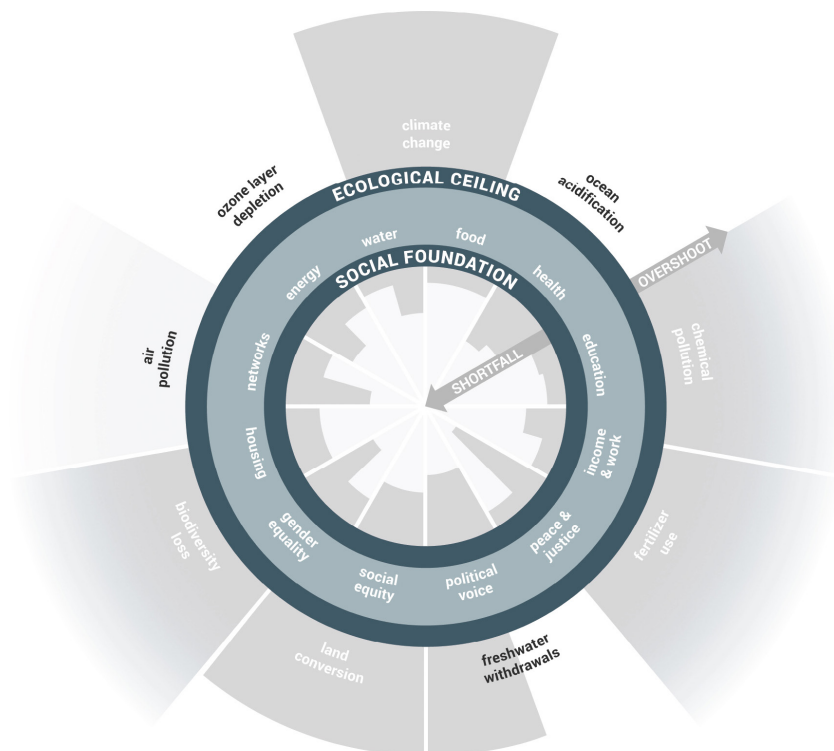 climate
change
ozone layer
depletion
ocean
acidification
ECOLOGICAL CEILING
OVERSHOOT
water
food
energy
SOCIAL FOUNDATION
health
networks
SHORTFALL
education
air
pollution
chemical
pollution
housing
income
& work
biodiversity
loss
gender
equality
peace &
justice
fertilizer
use
social
equity
political
voice
land
conversion
freshwater
withdrawals